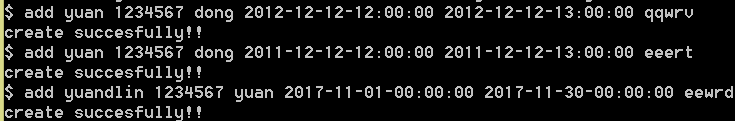 $ add yuan 1234567 dong 2012-12-12-12:00:00 2012-12-12-13:00:00 qqwrv
create succesfully!!
$ add yuan 1234567 dong 2011-12-12-12:00:00 2011-12-12-13:00:00 eeert
create succesfully!!
$ add yuandlin 1234567 yuan 2017-11-01-00:00:00 2017-11-30-00:00:00 eewrd
create succesfully!!